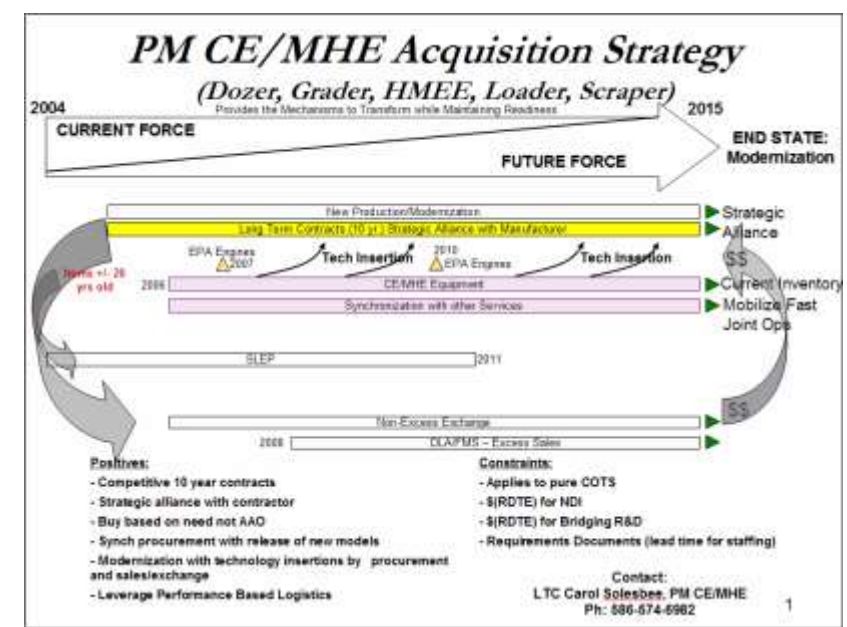 PM CE/MHE Acquisition Strategy
(Dozer, Grader, HMEE, Loader, Scraper)
Provides the Mechanisms to Transform while Maintaining Readiness
2004
2015
CURRENT FORCE
FUTURE FORCE
END STATE:
Modernization
New Production/Modernization
Long Term Contracts (10 yr.) Strategic Alliance with Manufacturer
Strategic
Alliance
EPA Engines
2007
Tech Insertion
2010
EPA Engines
Tech Insertion
$$
Items +/- 20
yrs old
2006
CE/MHE Equipment
Current Inventory
Synchronization with other Services
Mobilize Fast
Joint Ops
SLEP
2011
$$
Non-Excess Exchange
2008
DLA/FMS – Excess Sales
Positives:
- Competitive 10 year contracts
- Strategic alliance with contractor
- Buy based on need not AAO
- Synch procurement with release of new models
- Modernization with technology insertions by procurement
and sales/exchange
- Leverage Performance Based Logistics
Constraints:
- Applies to pure COTS
- $(RDTE) for NDI
- $(RDTE) for Bridging R&D
- Requirements Documents (lead time for staffing)
Contact:
LTC Carol Solesbee, PM CE/MHE
Ph: 586-574-6982
1